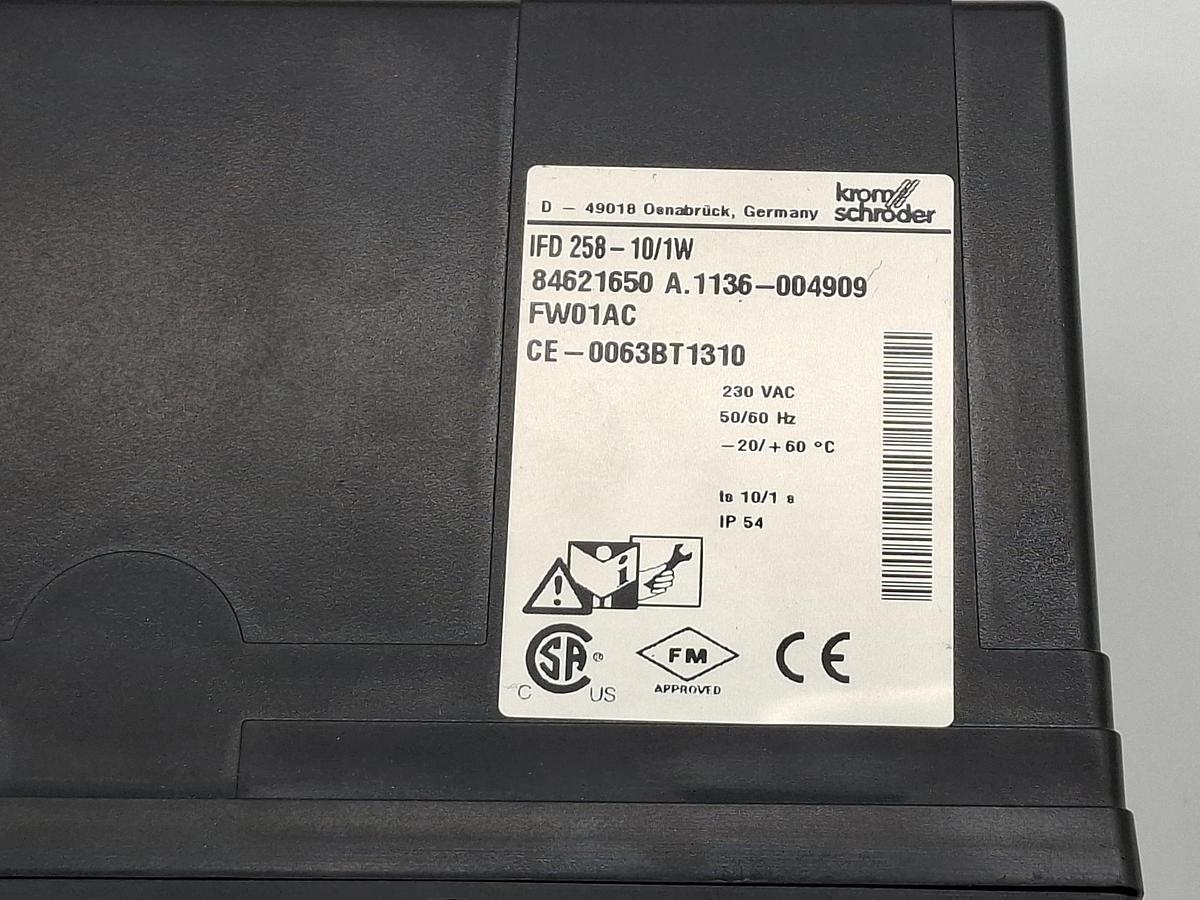 krom
schröder
D – 49018 Osnabrück, Germany
IFD 258 – 10/1W
84621650 A.1136–004909
FW01AC
CE – 0063BT1310
230 VAC
50/60 Hz
–20/+60 °C
ts 10/1 s
IP 54
i
CSA ®
C US
FM
APPROVED
CE